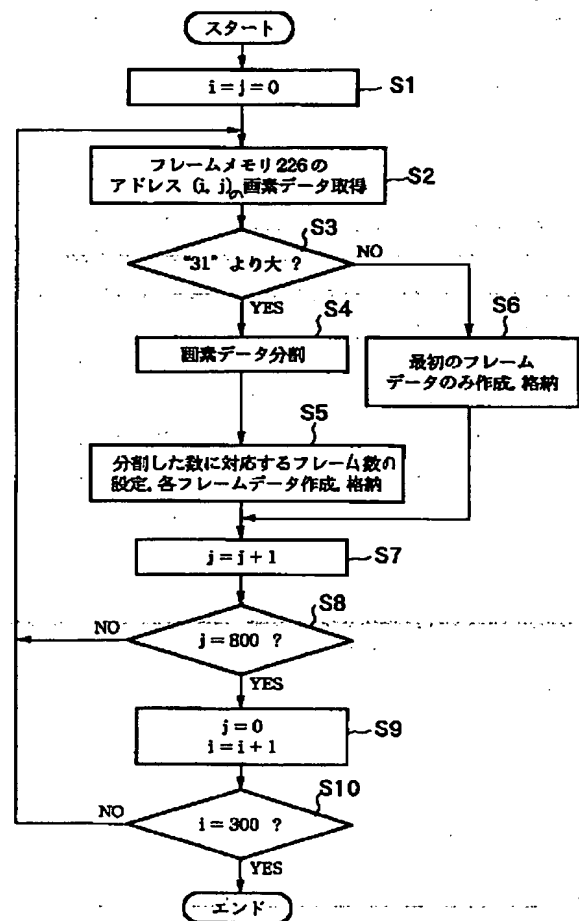 スタート
i=j=0
S1
フレームメモリ226の
アドレス (i, j)の画素データ取得
S2
S3
"31"より大 ?
NO
YES
S4
画素データ分割
S6
最初のフレーム
データのみ作成,格納
S5
分割した数に対応するフレーム数の
設定,各フレームデータ作成,格納
j=j+1
S7
S8
NO
j=800 ?
YES
j=0
i=i+1
S9
S10
NO
i=300 ?
YES
エンド